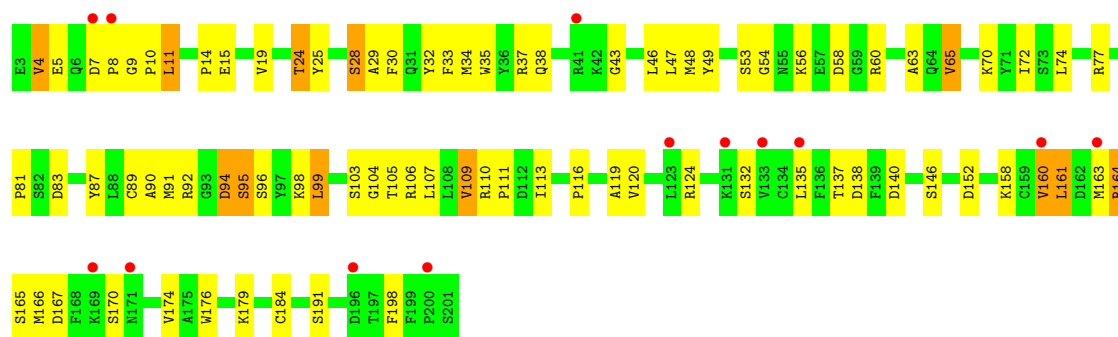 E3 V4 E5 Q6 D7 P8 G9 P10 L11 P14 E15 V19 T24 Y25 S28 A29 F30 Q31 Y32 F33 M34 W35 Y36 R37 Q38 R41 K42 G43 L46 L47 M48 Y49 S53 G54 N55 K56 E57 D58 G59 R60 A63 Q64 V65 K70 Y71 I72 S73 L74 R77
P81 S82 D83 Y87 L88 C89 A90 M91 R92 G93 D94 S95 S96 Y97 K98 L99 S103 G104 T105 R106 L107 L108 V109 R110 P111 D112 I113 P116 A119 V120 L123 R124 K131 S132 V133 C134 L135 F136 T137 D138 F139 D140 S146 D152 K158 C159 V160 L161 D162 M163 R164
S165 M166 D167 F168 K169 S170 N171 V174 A175 W176 K179 C184 S191 D196 T197 F198 F199 P200 S201